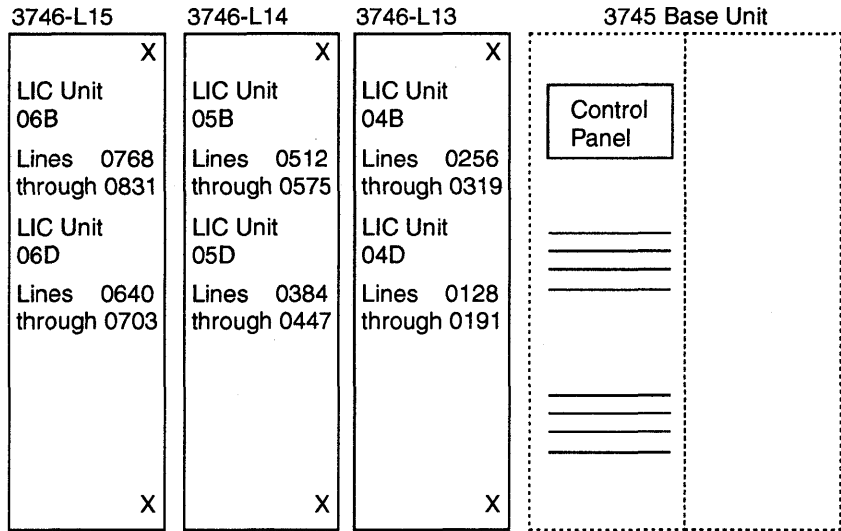 3746-L15
X
LIC Unit
06B
Lines 0768
through 0831
LIC Unit
06D
Lines 0640
through 0703
X
3746-L14
X
LIC Unit
05B
Lines 0512
through 0575
LIC Unit
05D
Lines 0384
through 0447
X
3746-L13
X
LIC Unit
04B
Lines 0256
through 0319
LIC Unit
04D
Lines 0128
through 0191
X
3745 Base Unit
Control
Panel